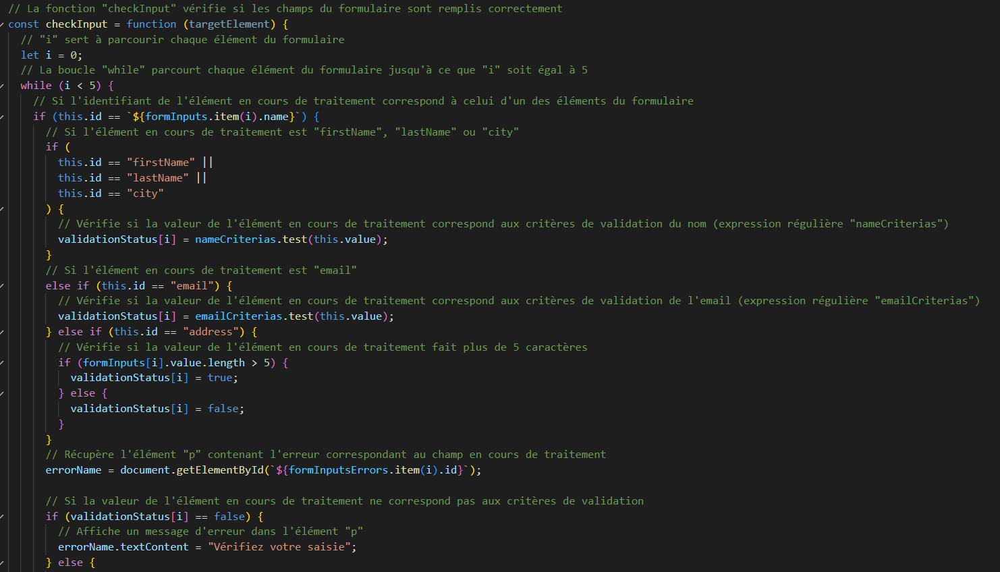 // La fonction "checkInput" vérifie si les champs du formulaire sont remplis correctement
const checkInput = function (targetElement) {
// "i" sert à parcourir chaque élément du formulaire
let i = 0;
// La boucle "while" parcourt chaque élément du formulaire jusqu'à ce que "i" soit égal à 5
while (i < 5) {
// Si l'identifiant de l'élément en cours de traitement correspond à celui d'un des éléments du formulaire
if (this.id == `${formInputs.item(i).name}`) {
// Si l'élément en cours de traitement est "firstName", "lastName" ou "city"
if (
this.id == "firstName" ||
this.id == "lastName" ||
this.id == "city"
) {
// Vérifie si la valeur de l'élément en cours de traitement correspond aux critères de validation du nom (expression régulière "nameCriterias")
validationStatus[i] = nameCriterias.test(this.value);
}
// Si l'élément en cours de traitement est "email"
else if (this.id == "email") {
// Vérifie si la valeur de l'élément en cours de traitement correspond aux critères de validation de l'email (expression régulière "emailCriterias")
validationStatus[i] = emailCriterias.test(this.value);
} else if (this.id == "address") {
// Vérifie si la valeur de l'élément en cours de traitement fait plus de 5 caractères
if (formInputs[i].value.length > 5) {
validationStatus[i] = true;
} else {
validationStatus[i] = false;
}
}
// Récupère l'élément "p" contenant l'erreur correspondant au champ en cours de traitement
errorName = document.getElementById(`${formInputsErrors.item(i).id}`);
// Si la valeur de l'élément en cours de traitement ne correspond pas aux critères de validation
if (validationStatus[i] == false) {
// Affiche un message d'erreur dans l'élément "p"
errorName.textContent = "Vérifiez votre saisie";
} else {